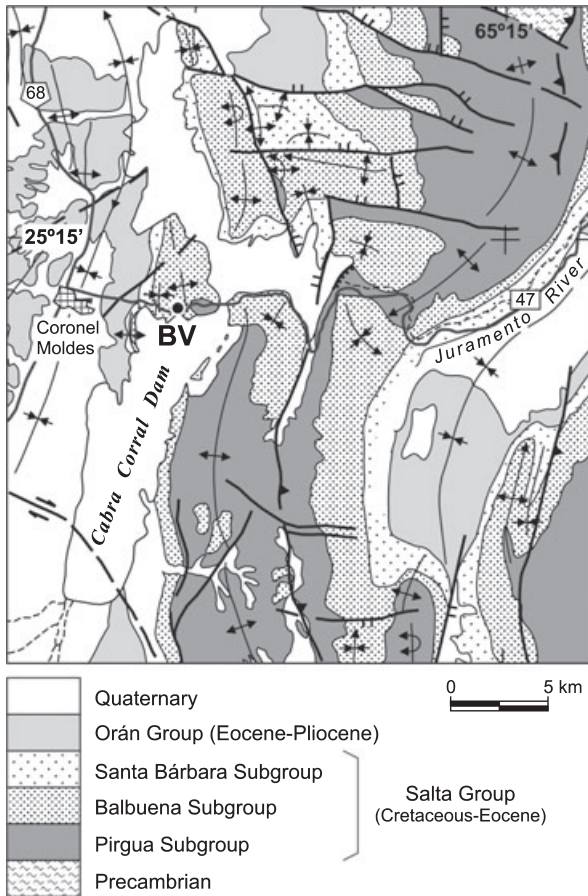 65º15'
68
25º15'
Coronel
Moldes
BV
47
Juramento River
Cabra Corral Dam
Quaternary
0 5 km
Orán Group (Eocene-Pliocene)
Santa Bárbara Subgroup
Balbuena Subgroup
Salta Group
(Cretaceous-Eocene)
Pirgua Subgroup
Precambrian